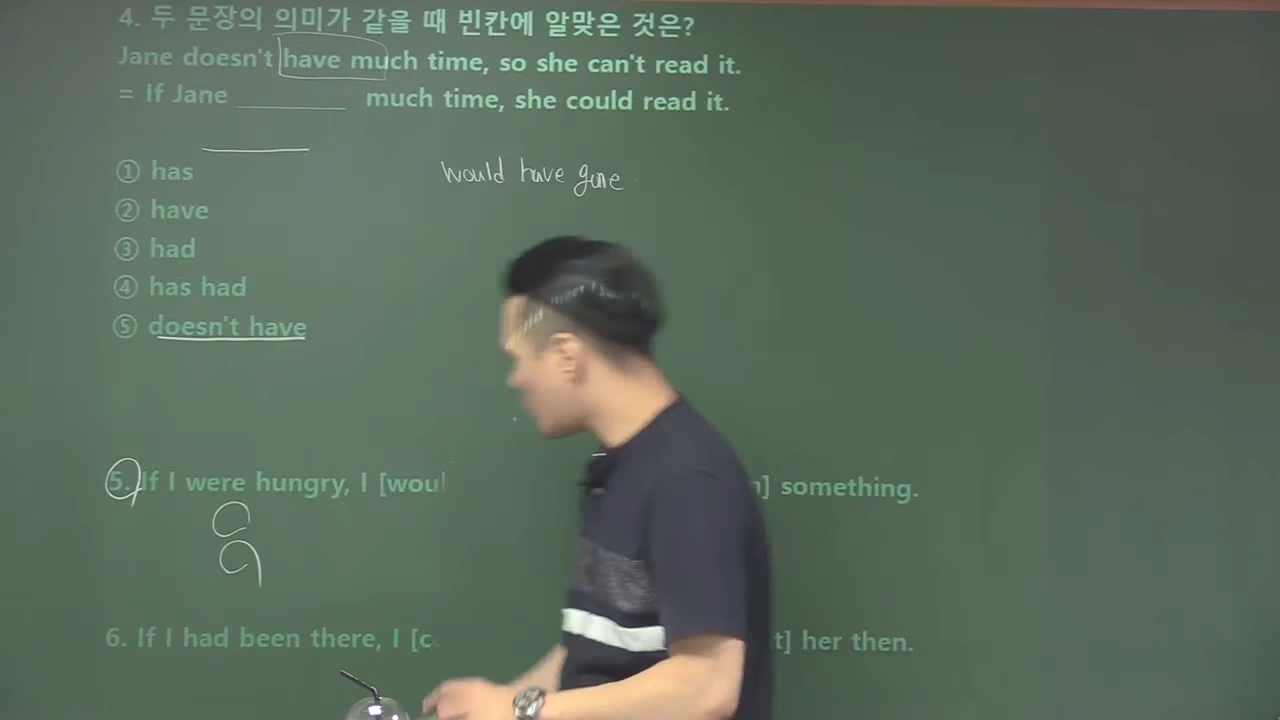 4. 두 문장의 의미가 같을 때 빈칸에 알맞은 것은?
Jane doesn't have much time, so she can't read it.
= If Jane __________ much time, she could read it.
① has
would have gone
② have
③ had
④ has had
⑤ doesn't have
5. If I were hungry, I [woul something.
6. If I had been there, I [c her then.